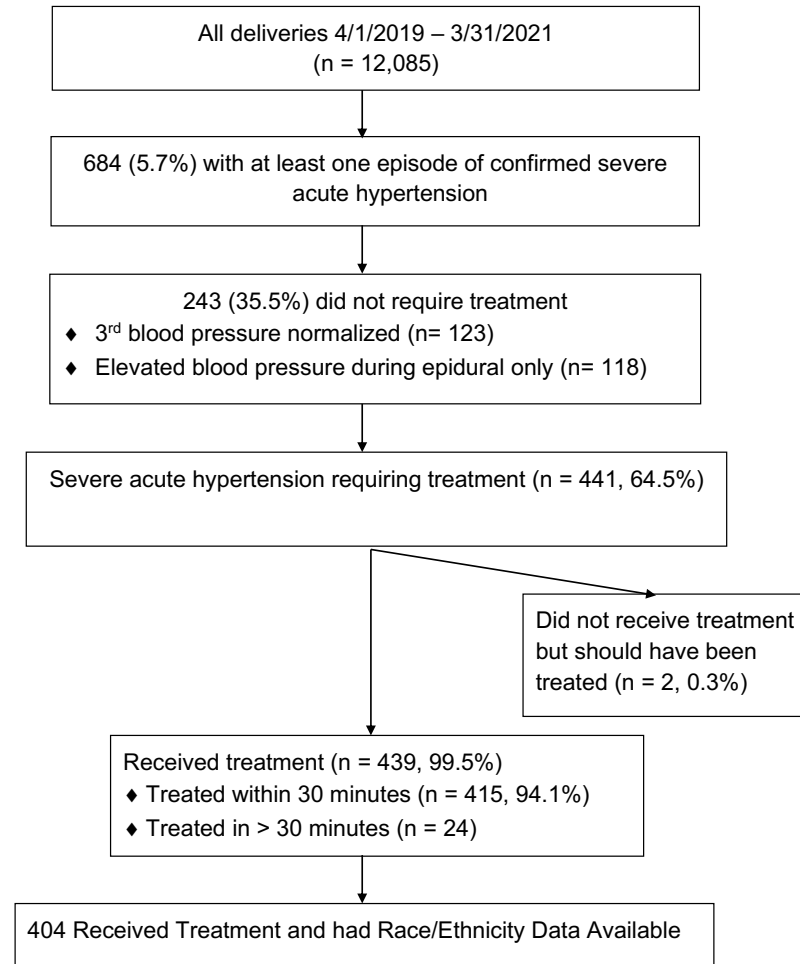 All deliveries 4/1/2019 – 3/31/2021
(n = 12,085)
684 (5.7%) with at least one episode of confirmed severe
acute hypertension
243 (35.5%) did not require treatment
♦ 3rd blood pressure normalized (n= 123)
♦ Elevated blood pressure during epidural only (n= 118)
Severe acute hypertension requiring treatment (n = 441, 64.5%)
Did not receive treatment
but should have been
treated (n = 2, 0.3%)
Received treatment (n = 439, 99.5%)
♦ Treated within 30 minutes (n = 415, 94.1%)
♦ Treated in > 30 minutes (n = 24)
404 Received Treatment and had Race/Ethnicity Data Available